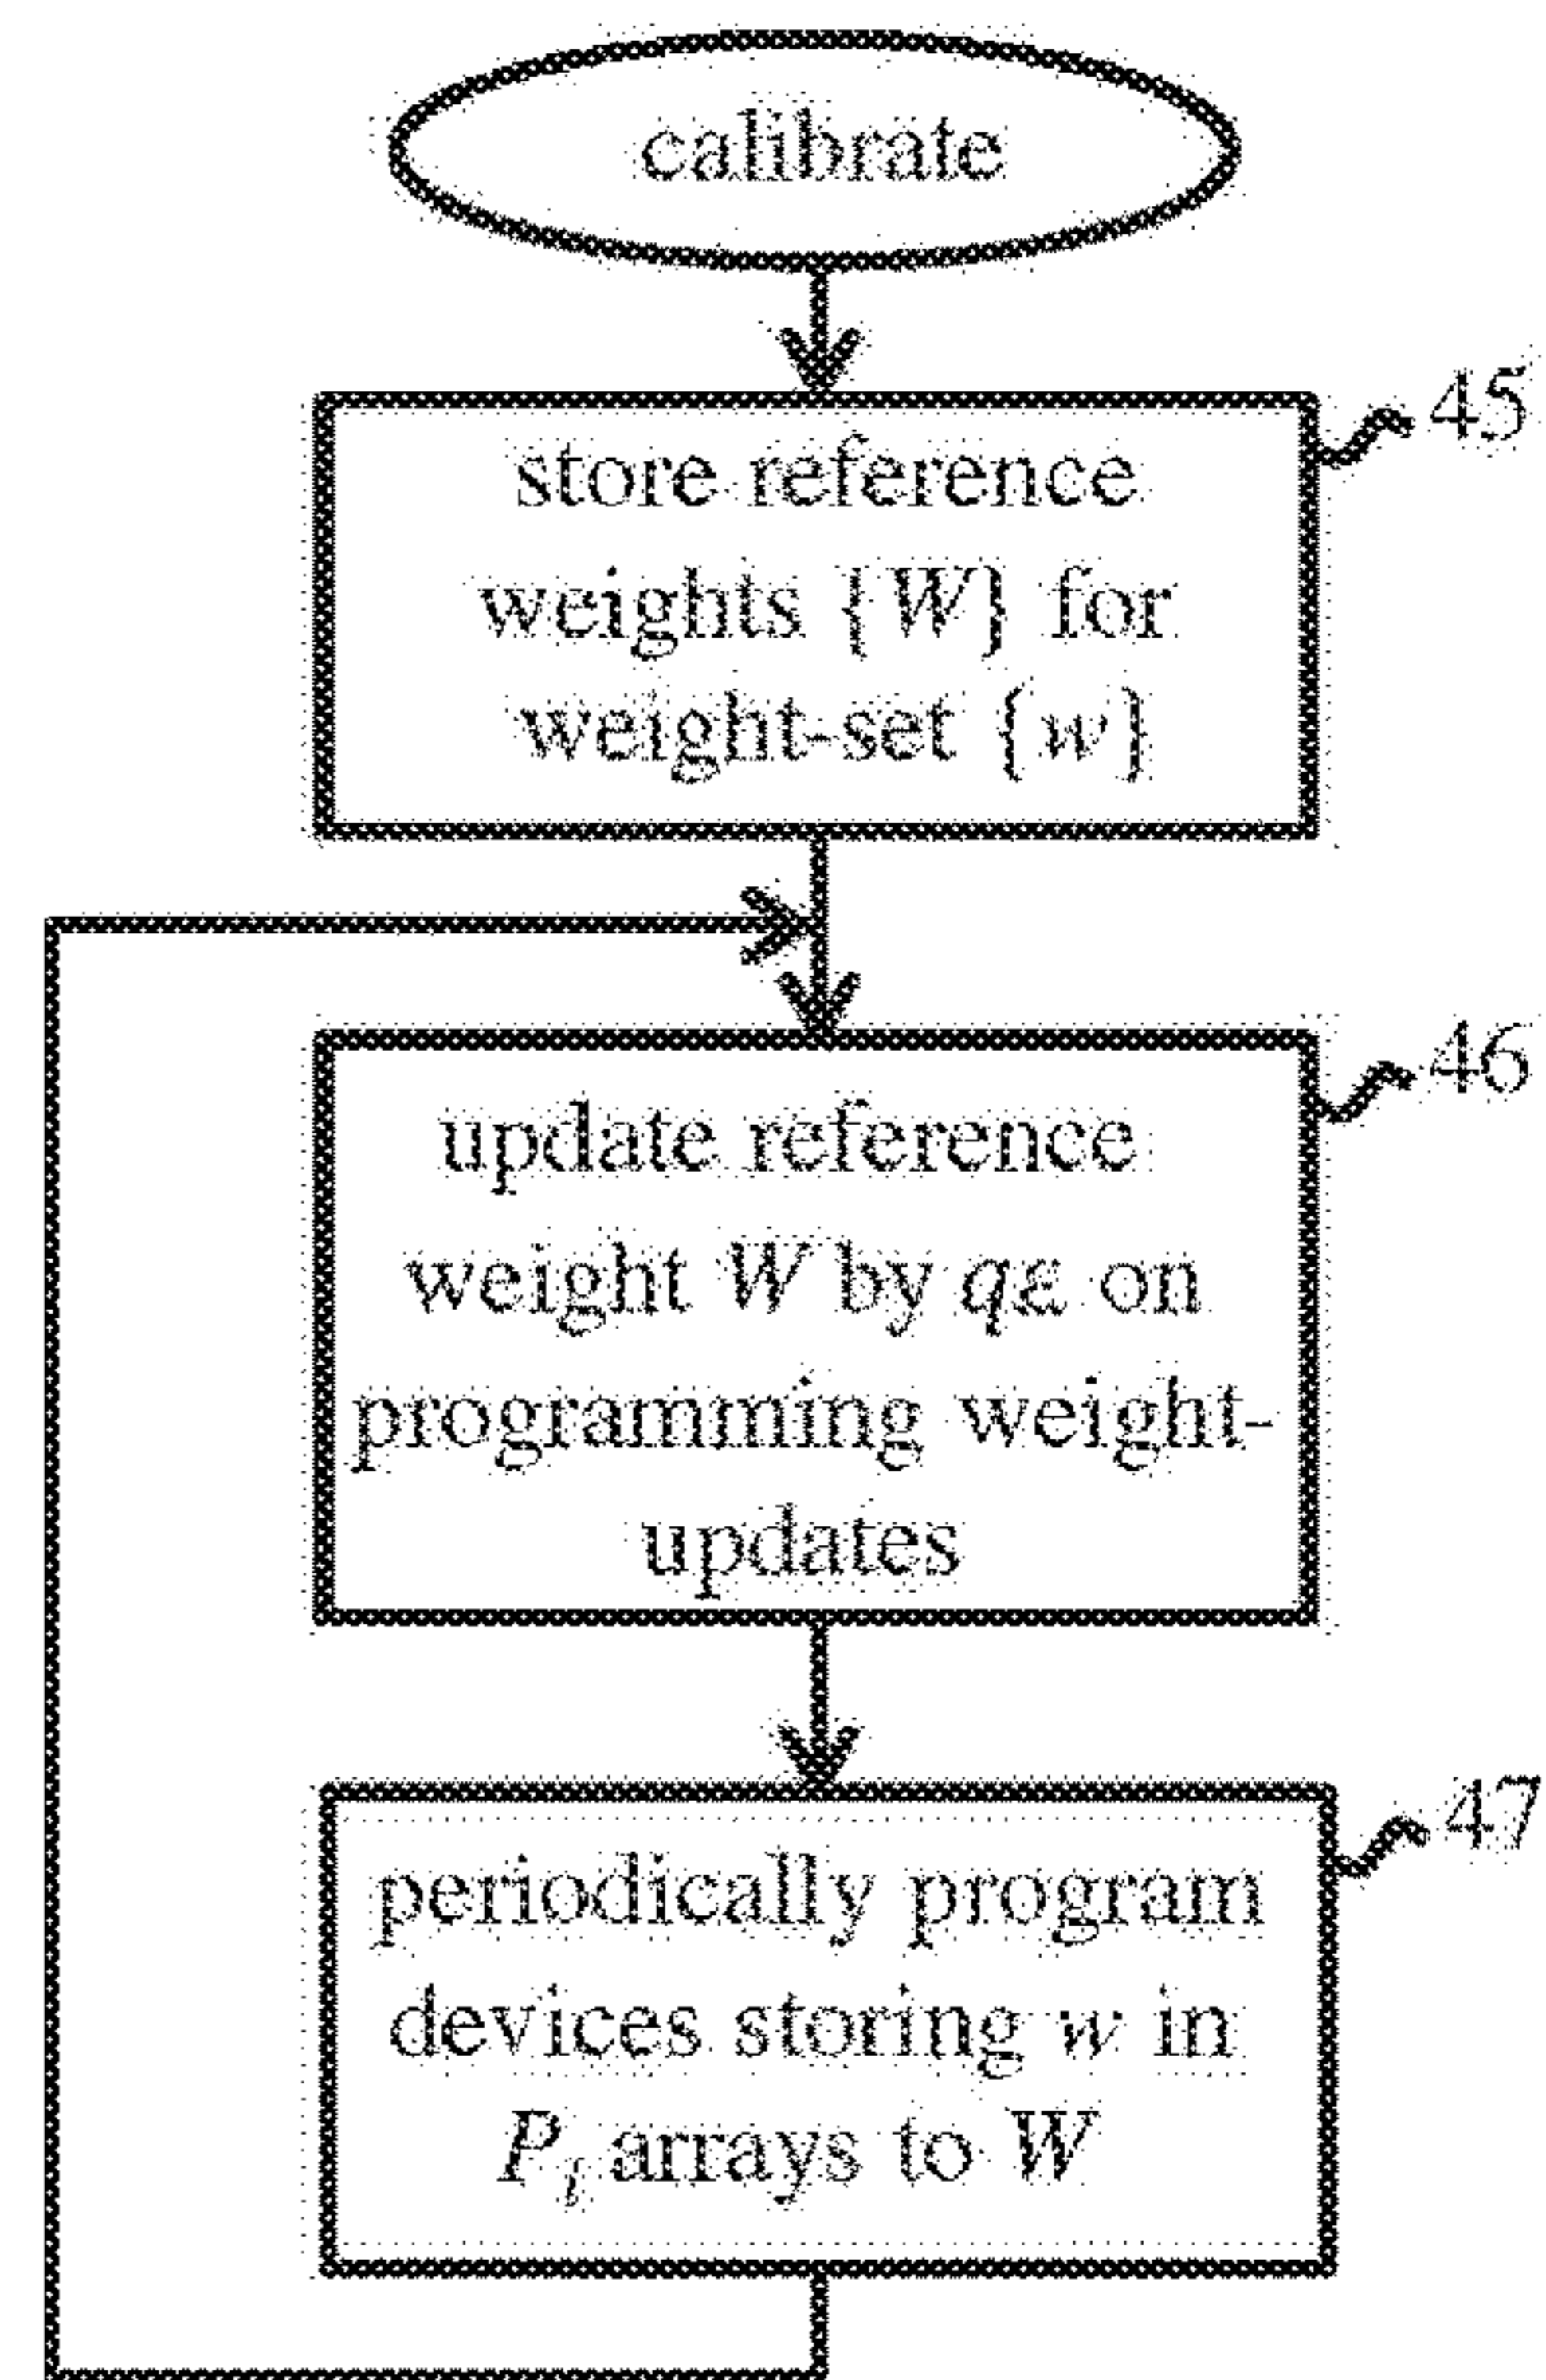 calibrate
45
store reference
weights {W} for
weight-set {w}
46
update reference
weight W by qε on
programming weight-
updates
47
periodically program
devices storing w in
P_l arrays to W